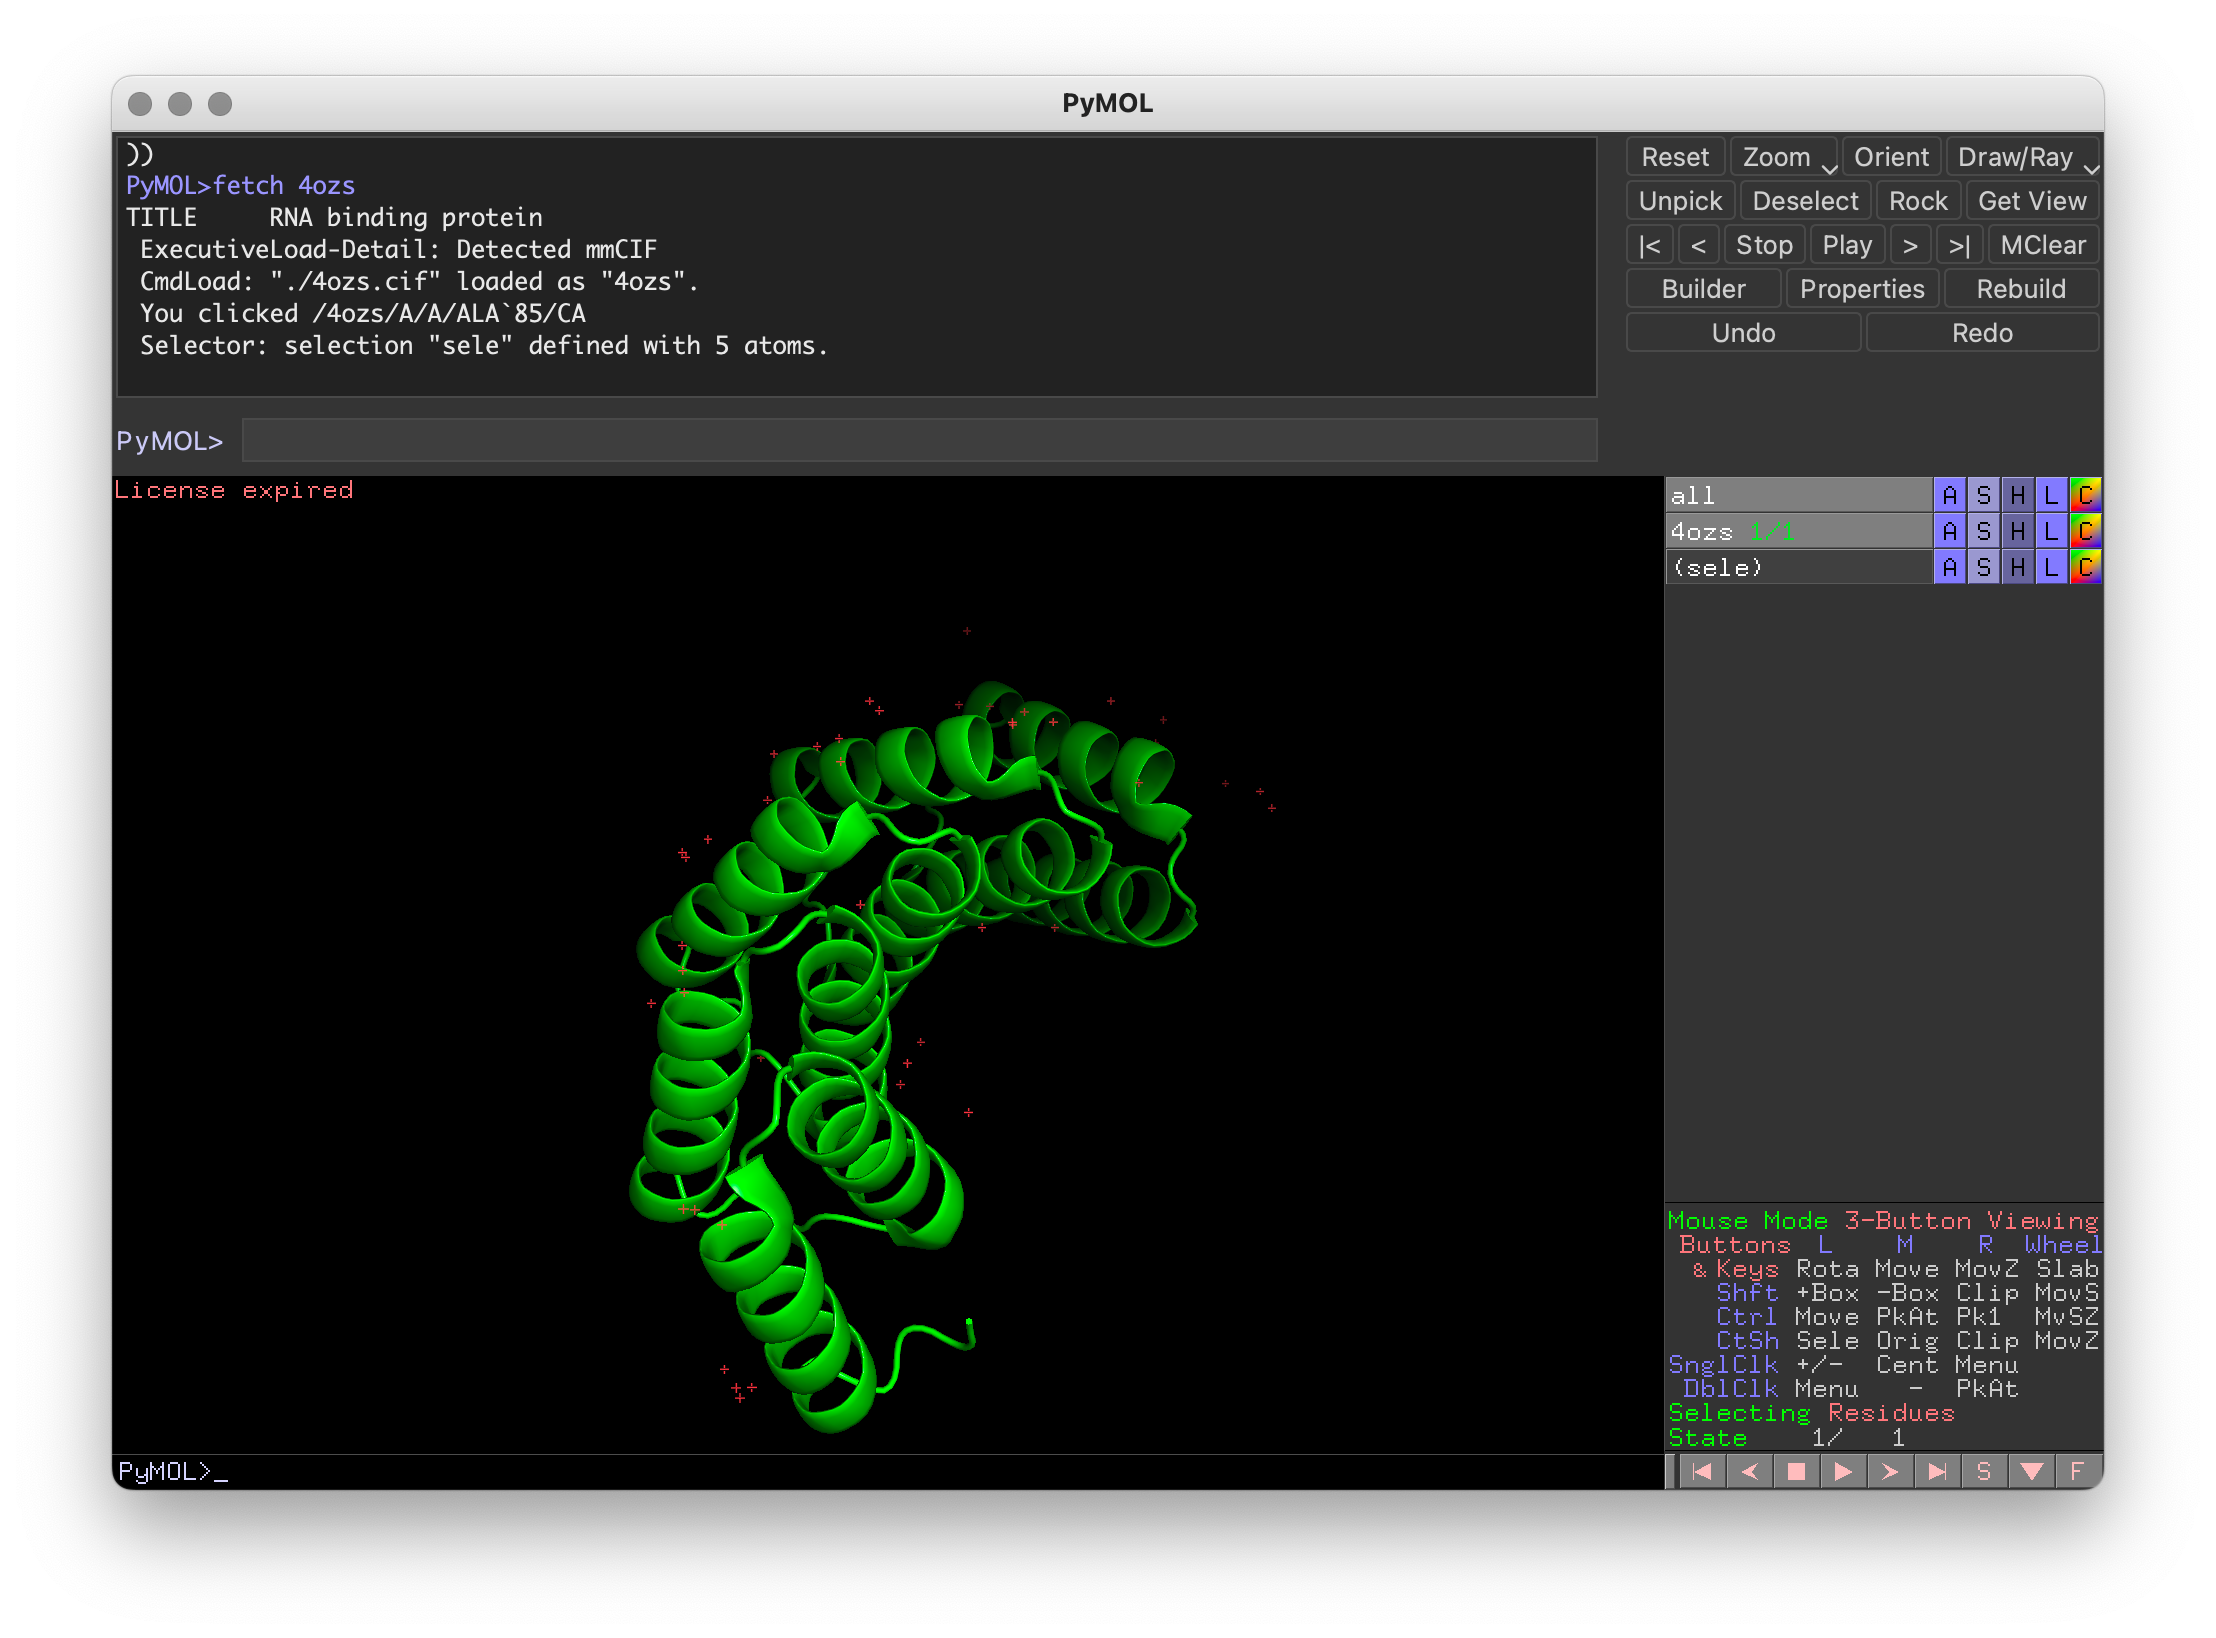 PyMOL
))
PyMOL>fetch 4ozs
TITLE     RNA binding protein
ExecutiveLoad-Detail: Detected mmCIF
CmdLoad: "./4ozs.cif" loaded as "4ozs".
You clicked /4ozs/A/A/ALA`85/CA
Selector: selection "sele" defined with 5 atoms.
Reset Zoom Orient Draw/Ray
Unpick Deselect Rock Get View
|< < Stop Play > >| MClear
Builder Properties Rebuild
Undo Redo
PyMOL>
License expired
all A S H L C
4ozs 1/1 A S H L C
(sele) A S H L C
Mouse Mode 3-Button Viewing
Buttons L M R Wheel
& Keys Rota Move MovZ Slab
Shft +Box -Box Clip MovS
Ctrl Move PkAt Pk1 MvSZ
CtSh Sele Orig Clip MovZ
SnglClk +/- Cent Menu
DblClk Menu - PkAt
Selecting Residues
State 1/ 1
PyMOL>_
S F